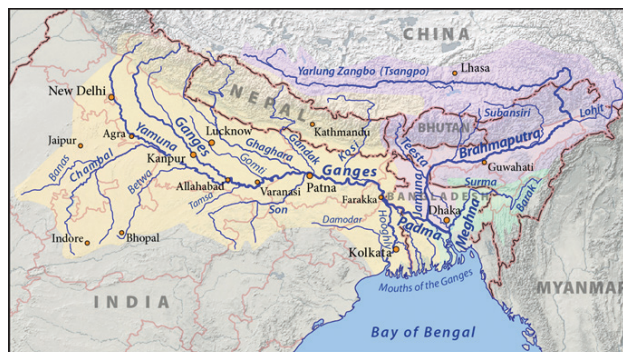 CHINA
Yarlung Zangbo (Tsangpo)
Lhasa
New Delhi
NEPAL
Subansiri
Lohit
Jaipur
Agra
Yamuna
Ganges
Lucknow
Ghaghara
Gandak
Kosi
Kathmandu
BHUTAN
Teesta
Brahmaputra
Banas
Chambal
Kanpur
Gomti
Ganges
Jamuna
Guwahati
Betwa
Allahabad
Varanasi
Patna
Surma
Tamsa
Son
Farakka
BANGLADESH
Barak
Indore
Bhopal
Damodar
Hooghly
Padma
Dhaka
Meghna
Kolkata
Mouths of the Ganges
INDIA
MYANMAR
Bay of Bengal